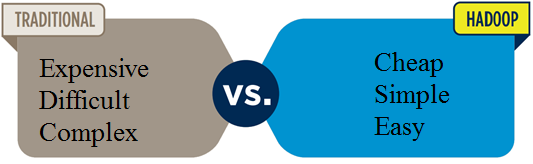 TRADITIONAL
Expensive
Difficult
Complex
VS.
HADOOP
Cheap
Simple
Easy